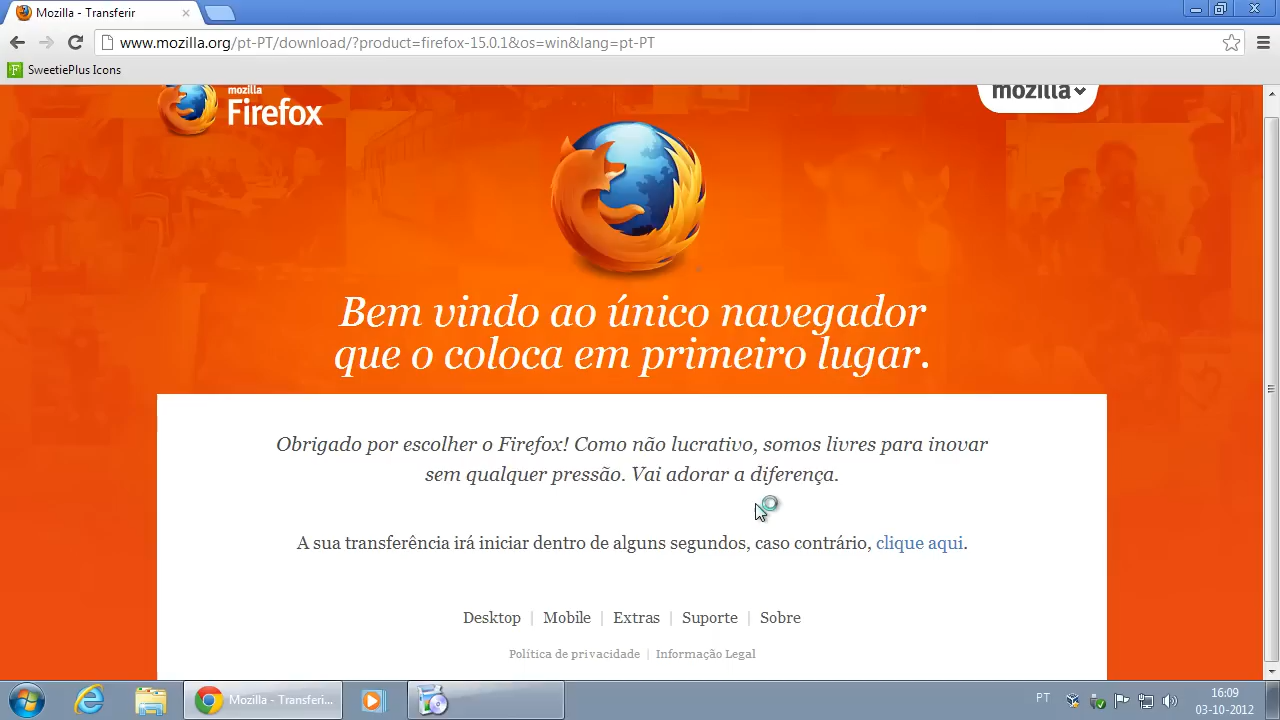 Mozilla - Transferir
www.mozilla.org/pt-PT/download/?product=firefox-15.0.1&os=win&lang=pt-PT
SweetiePlus Icons
mozilla
Firefox
mozilla
Bem vindo ao único navegador
que o coloca em primeiro lugar.
Obrigado por escolher o Firefox! Como não lucrativo, somos livres para inovar
sem qualquer pressão. Vai adorar a diferença.
A sua transferência irá iniciar dentro de alguns segundos, caso contrário, clique aqui.
Desktop | Mobile | Extras | Suporte | Sobre
Política de privacidade | Informação Legal
Mozilla - Transferi...
PT
16:09
03-10-2012